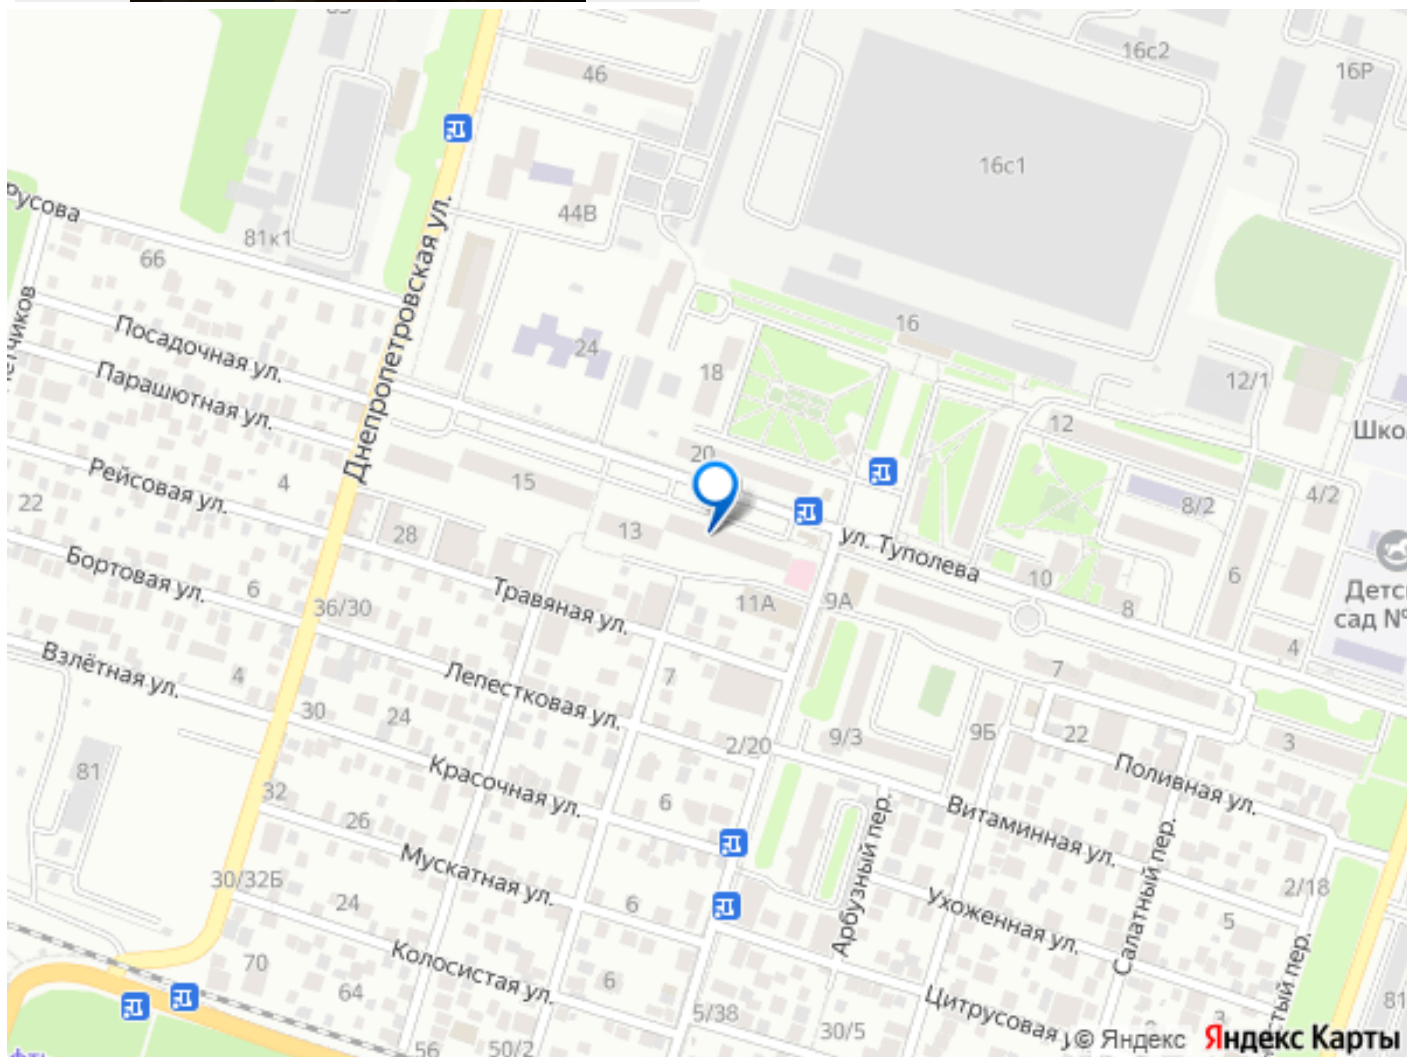 46
16с2
16Р
16с1
44В
Русова
81к1
66
Днепропетровская ул.
Посадочная ул.
Парашютная ул.
24
18
16
12/1
12
Шко
20
4/2
8/2
Рейсовая ул.
4
15
22
28
13
ул. Туполева
10
6
Детс
сад №
Бортовая ул.
6
36/30
Травяная ул.
11А
9А
8
4
Взлётная ул.
4
7
7
Лепестковая ул.
30
24
2/20
9/3
9Б
22
3
81
Красочная ул.
Поливная ул.
32
26
6
Витаминная ул.
Арбузный пер.
Салатный пер.
Мускатная ул.
30/32Б
24
6
Ухоженная ул.
2/18
5
Колосистая ул.
70
64
6
5/38
30/5
Цитрусовая у
3
стый пер.
81
56
50/2
© Яндекс Яндекс Карты